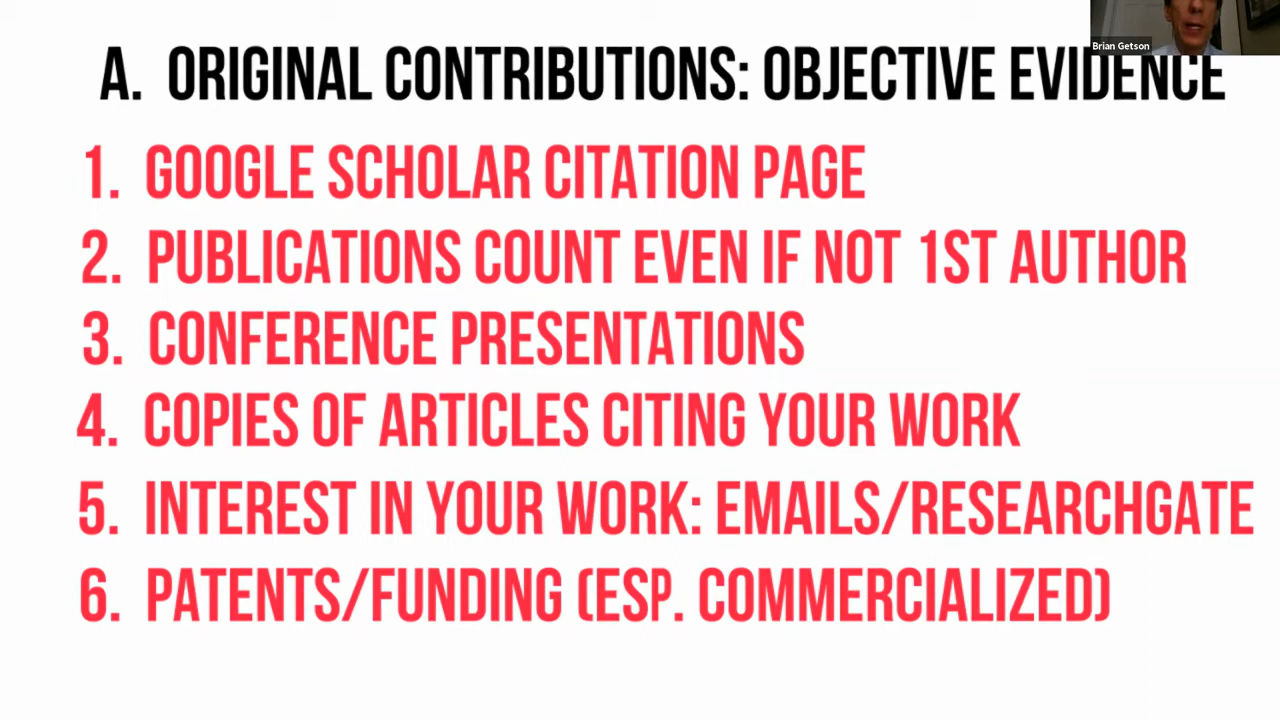 Brian Getson
A. ORIGINAL CONTRIBUTIONS: OBJECTIVE EVIDENCE
1. GOOGLE SCHOLAR CITATION PAGE
2. PUBLICATIONS COUNT EVEN IF NOT 1ST AUTHOR
3. CONFERENCE PRESENTATIONS
4. COPIES OF ARTICLES CITING YOUR WORK
5. INTEREST IN YOUR WORK: EMAILS/RESEARCHGATE
6. PATENTS/FUNDING (ESP. COMMERCIALIZED)